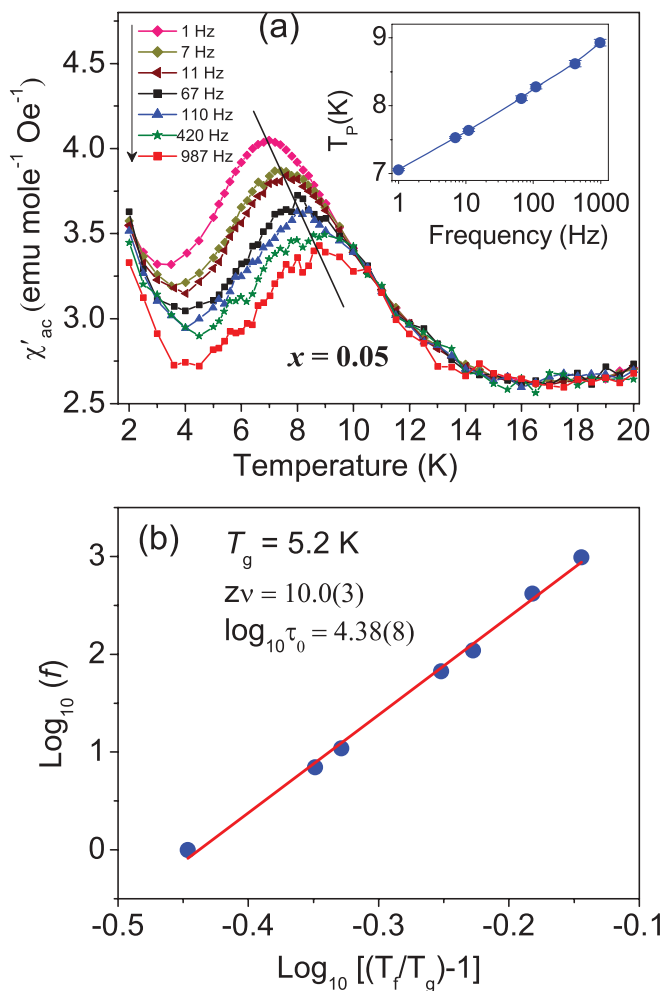 (a)
1 Hz
7 Hz
11 Hz
67 Hz
110 Hz
420 Hz
987 Hz
4.5
4.0
3.5
3.0
2.5
χ′ac (emu mole⁻¹ Oe⁻¹)
2 4 6 8 10 12 14 16 18 20
Temperature (K)
x = 0.05
9
8
7
TP(K)
1 10 100 1000
Frequency (Hz)
(b)
Tg = 5.2 K
zν = 10.0(3)
log10τ0 = 4.38(8)
3
2
1
0
Log10 (f)
-0.5 -0.4 -0.3 -0.2 -0.1
Log10 [(Tf/Tg)-1]